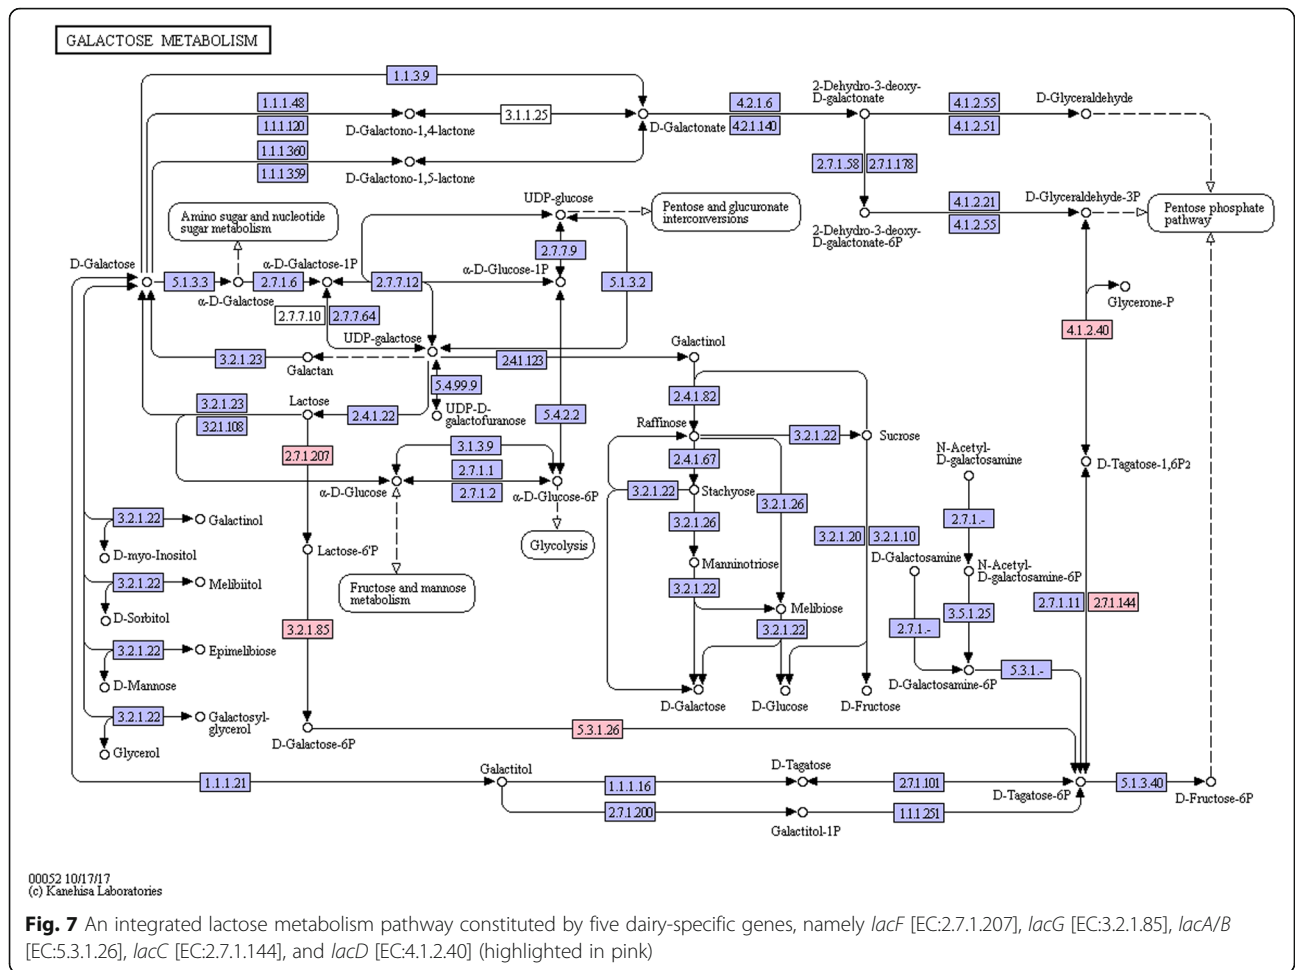 GALACTOSE METABOLISM
1.1.3.9
1.1.1.48
1.1.1.120
D-Galactono-1,4-lactone
3.1.1.25
D-Galactonate
4.2.1.6
4.2.1.140
2-Dehydro-3-deoxy-
D-galactonate
4.1.2.55
4.1.2.51
D-Glyceraldehyde
1.1.1.360
1.1.1.359
D-Galactono-1,5-lactone
2.7.1.58
2.7.1.178
Amino sugar and nucleotide
sugar metabolism
UDP-glucose
Pentose and glucuronate
interconversions
4.1.2.21
4.1.2.55
2-Dehydro-3-deoxy-
D-galactonate-6P
D-Glyceraldehyde-3P
Pentose phosphate
pathway
D-Galactose
5.1.3.3
α-D-Galactose
2.7.1.6
α-D-Galactose-1P
2.7.7.12
α-D-Glucose-1P
2.7.7.9
5.1.3.2
Glycerone-P
2.7.7.10
2.7.7.64
UDP-galactose
4.1.2.40
3.2.1.23
Galactan
2.4.1.123
Galactinol
5.4.99.9
UDP-D-
galactofuranose
2.4.1.82
3.2.1.23
3.2.1.108
Lactose
2.4.1.22
5.4.2.2
Raffinose
3.2.1.22
Sucrose
2.7.1.207
3.1.3.9
2.7.1.1
2.7.1.2
α-D-Glucose
α-D-Glucose-6P
2.4.1.67
3.2.1.22
Stachyose
3.2.1.26
N-Acetyl-
D-galactosamine
D-Tagatose-1,6P2
3.2.1.22
Galactinol
D-myo-Inositol
Lactose-6'P
Glycolysis
3.2.1.26
Manninotriose
3.2.1.20
3.2.1.10
2.7.1.-
D-Galactosamine
N-Acetyl-
D-galactosamine-6P
3.2.1.22
Melibiitol
D-Sorbitol
Fructose and mannose
metabolism
3.2.1.22
Melibiose
3.2.1.22
3.5.1.25
2.7.1.-
2.7.1.11
2.7.1.144
3.2.1.85
3.2.1.22
Epimelibiose
D-Mannose
D-Galactosamine-6P
5.3.1.-
D-Galactose
D-Glucose
D-Fructose
3.2.1.22
Galactosyl-
glycerol
Glycerol
D-Galactose-6P
5.3.1.26
1.1.1.21
Galactitol
1.1.1.16
D-Tagatose
2.7.1.101
D-Tagatose-6P
5.1.3.40
D-Fructose-6P
2.7.1.200
Galactitol-1P
1.1.1.251
00052 10/17/17
(c) Kanehisa Laboratories
Fig. 7 An integrated lactose metabolism pathway constituted by five dairy-specific genes, namely lacF [EC:2.7.1.207], lacG [EC:3.2.1.85], lacA/B
[EC:5.3.1.26], lacC [EC:2.7.1.144], and lacD [EC:4.1.2.40] (highlighted in pink)